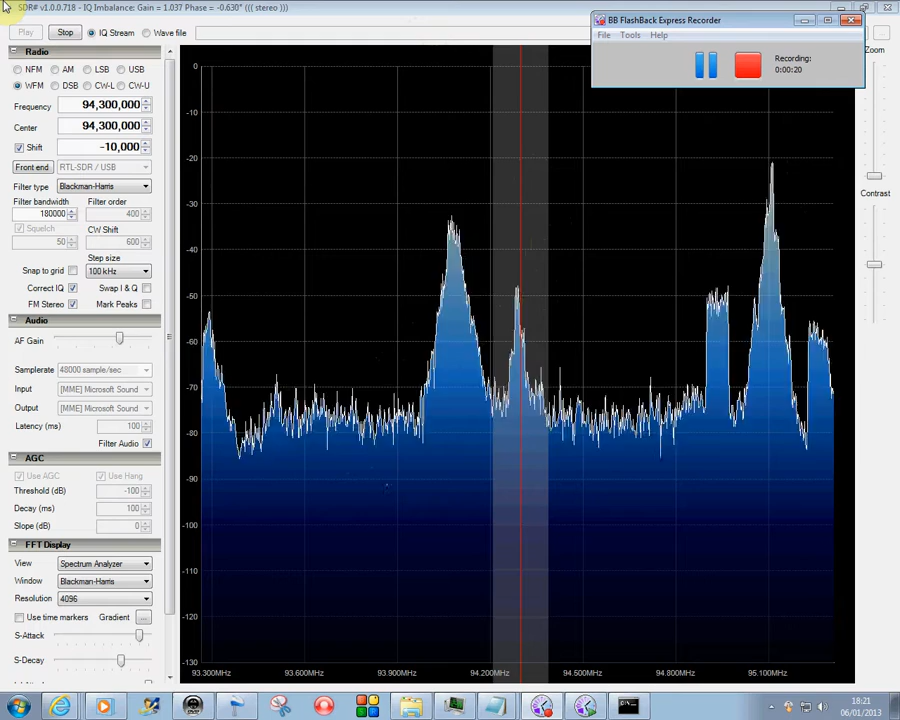 SDR# v1.0.0.718 - IQ Imbalance: Gain = 1.037 Phase = -0.630° ((( stereo )))
BB FlashBack Express Recorder
File Tools Help
Recording:
0:00:20
Play Stop IQ Stream Wave file
Zoom
Contrast
Radio
NFM AM LSB USB
WFM DSB CW-L CW-U
Frequency 94,300,000
Center 94,300,000
Shift -10,000
Front end RTL-SDR / USB
Filter type Blackman-Harris
Filter bandwidth Filter order
180000 400
Squelch CW Shift
50 600
Step size
Snap to grid 100 kHz
Correct IQ Swap I & Q
FM Stereo Mark Peaks
Audio
AF Gain
Samplerate 48000 sample/sec
Input [MME] Microsoft Sound
Output [MME] Microsoft Sound
Latency (ms) 100
Filter Audio
AGC
Use AGC Use Hang
Threshold (dB) -100
Decay (ms) 100
Slope (dB) 0
FFT Display
View Spectrum Analyzer
Window Blackman-Harris
Resolution 4096
Use time markers Gradient ...
S-Attack
S-Decay
0
-10
-20
-30
-40
-50
-60
-70
-80
-90
-100
-110
-120
-130
93.300MHz 93.600MHz 93.900MHz 94.200MHz 94.500MHz 94.800MHz 95.100MHz
18:21
06/01/2013